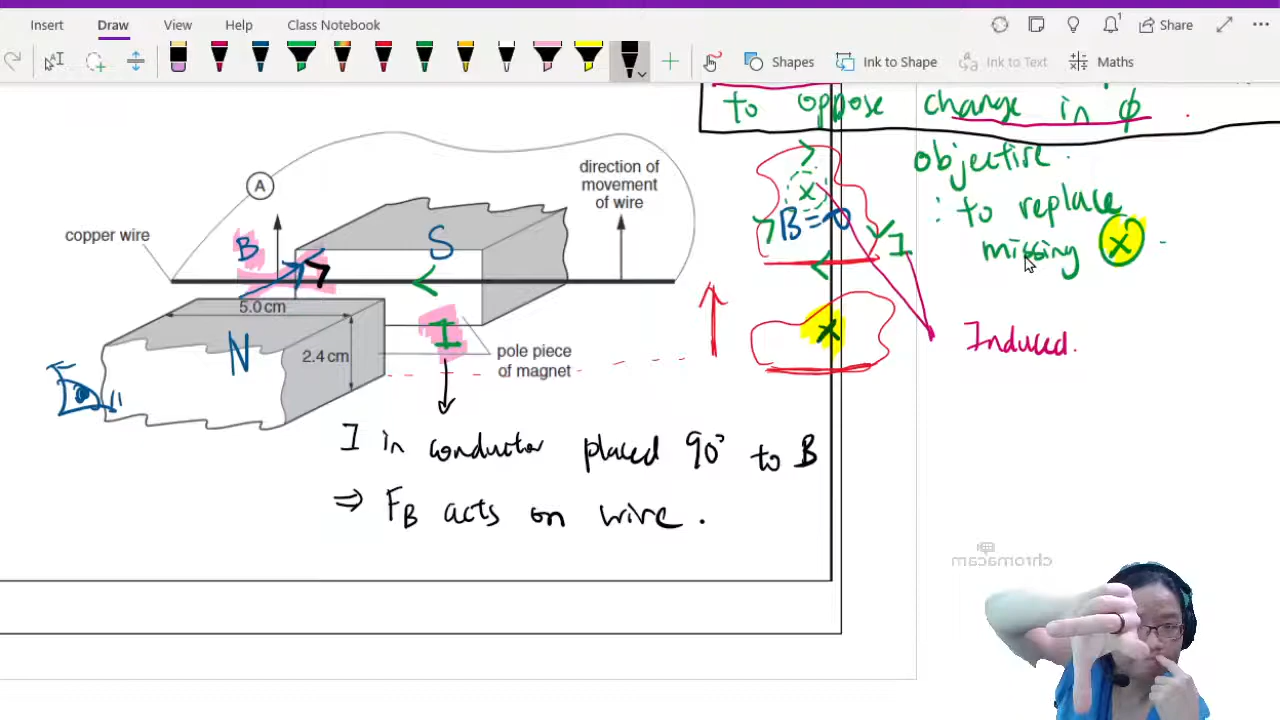 Insert Draw View Help Class Notebook
Share
Shapes Ink to Shape Ink to Text Maths
to oppose change in ϕ .
objective.
: to replace
missing x
Induced.
direction of
movement
of wire
A
copper wire
B
S
x
B = 0
I
5.0 cm
I
N
2.4 cm
pole piece
of magnet
x
I in conductor placed 90° to B
⇒ FB acts on wire.
chromacam